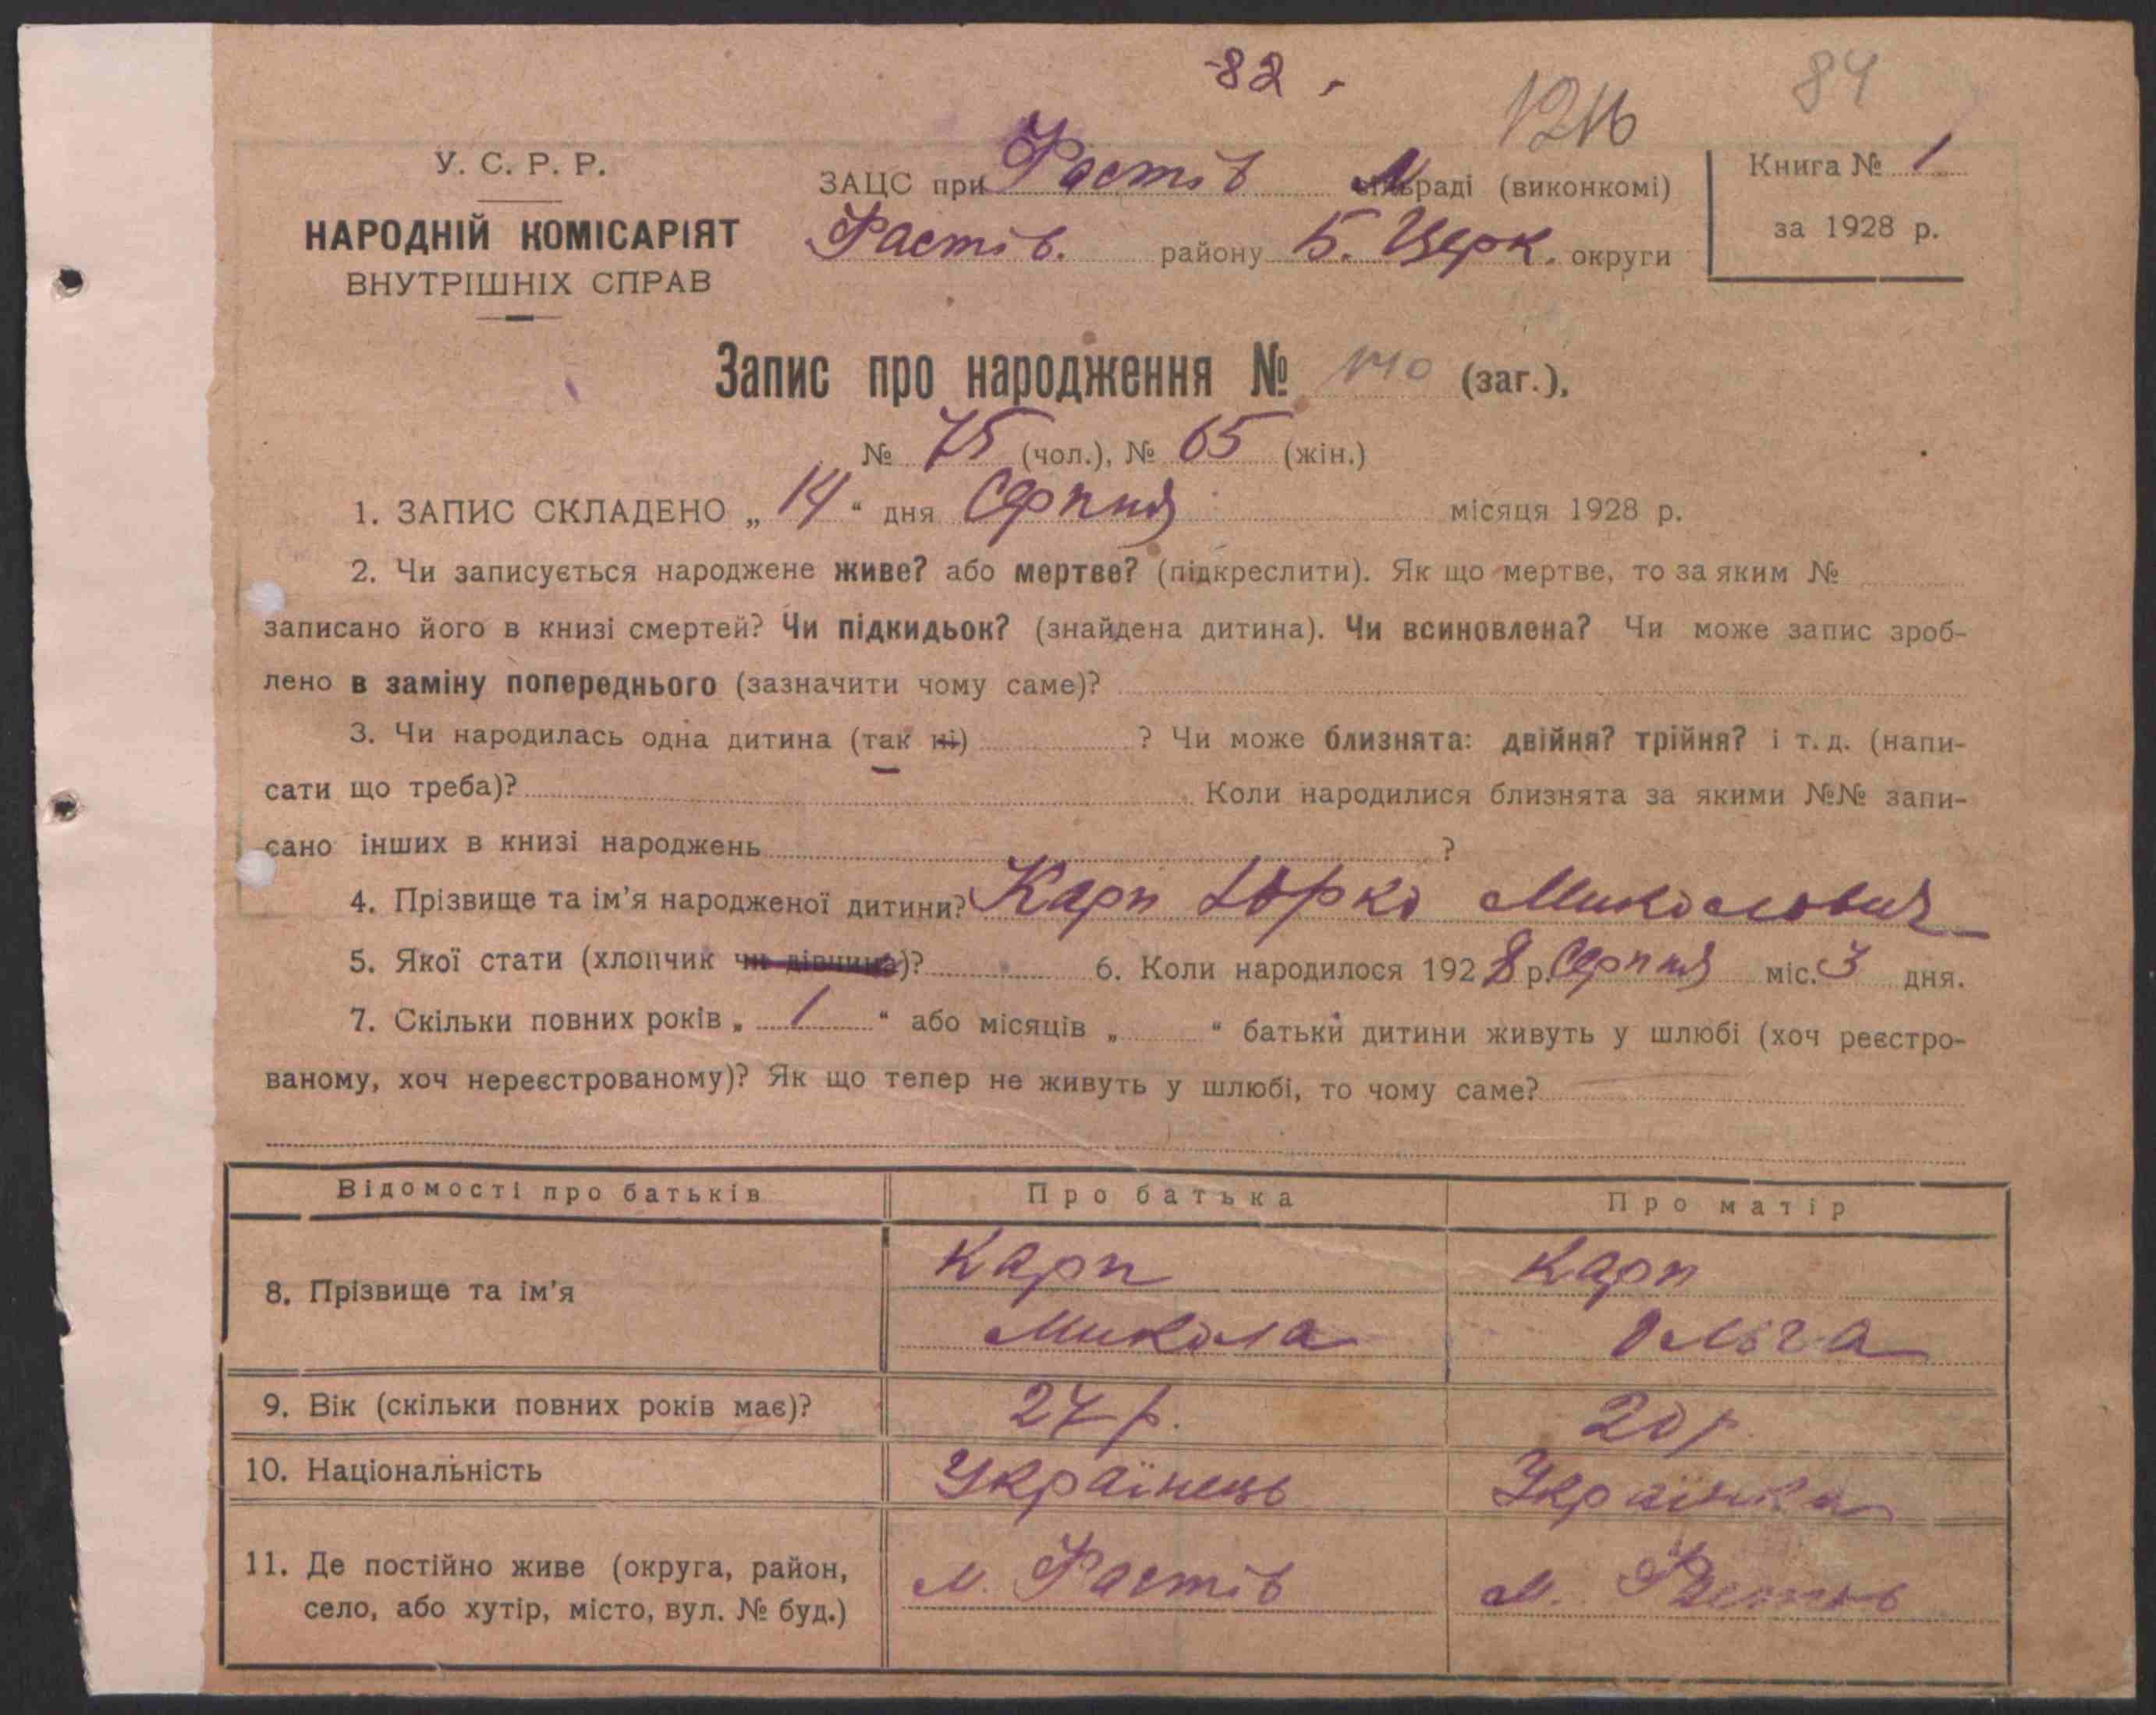 82
1216
84
У. С. Р. Р.
НАРОДНІЙ КОМІСАРІЯТ
ВНУТРІШНІХ СПРАВ
ЗАЦС при Фастів М раді (виконкомі)
Фастів. району Б. Церк. округи
Книга № 1
за 1928 р.
Запис про народження № 140 (заг.),
№ 75 (чол.), № 65 (жін.)
1. ЗАПИС СКЛАДЕНО „ 14 “ дня Серпня місяця 1928 р.
2. Чи записується народжене живе? або мертве? (підкреслити). Як що мертве, то за яким №
записано його в книзі смертей? Чи підкидьок? (знайдена дитина). Чи всиновлена? Чи може запис зроб-
лено в заміну попереднього (зазначити чому саме)?
3. Чи народилась одна дитина (так ні) ? Чи може близнята: двійня? трійня? і т. д. (напи-
сати що треба)? Коли народилися близнята за якими №№ запи-
сано інших в книзі народжень ?
4. Прізвище та ім’я народженої дитини? Карп Юрко Миколович
5. Якої стати (хлопчик чи дівчина)? 6. Коли народилося 1928 р. Серпня міс. 3 дня.
7. Скільки повних років „ 1 “ або місяців „ “ батьки дитини живуть у шлюбі (хоч реєстро-
ваному, хоч нереєстрованому)? Як що тепер не живуть у шлюбі, то чому саме?
Відомості про батьків Про батька Про матір
8. Прізвище та ім’я Карп Карп
Микола Ольга
9. Вік (скільки повних років має)? 27 р. 20 р.
10. Національність Українець Українка
11. Де постійно живе (округа, район,
село, або хутір, місто, вул. № буд.) м. Фастів м. Фастів